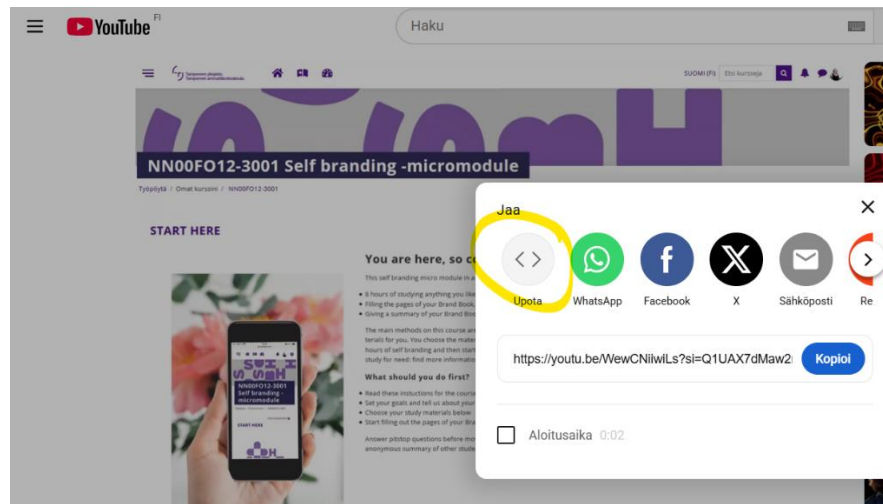 YouTube FI
Haku
SUOMI (FI)
Etsi kursseja
NN00FO12-3001 Self branding -micromodule
Työpöytä / Omat kurssini / NN00FO12-3001
START HERE
You are here, so co
This self branding micro module in a
8 hours of studying anything you like
Filling the pages of your Brand Book,
Giving a summary of your Brand Boo
The main methods on this course are
terials for you. You choose the mater
hours of self branding and then start
study for need: find more informatio
What should you do first?
Read these instuctions for the course
Set your goals and tell us about your
Choose your study materials below
Start filling out the pages of your Bra
Answer pitstop questions before mo
anonymous summary of other stude
NN00FO12-3001
Self branding -
micromodule
START HERE
Jaa
Upota
WhatsApp
Facebook
X
Sähköposti
Re
https://youtu.be/WewCNiiwiLs?si=Q1UAX7dMaw2
Kopioi
Aloitusaika 0:02